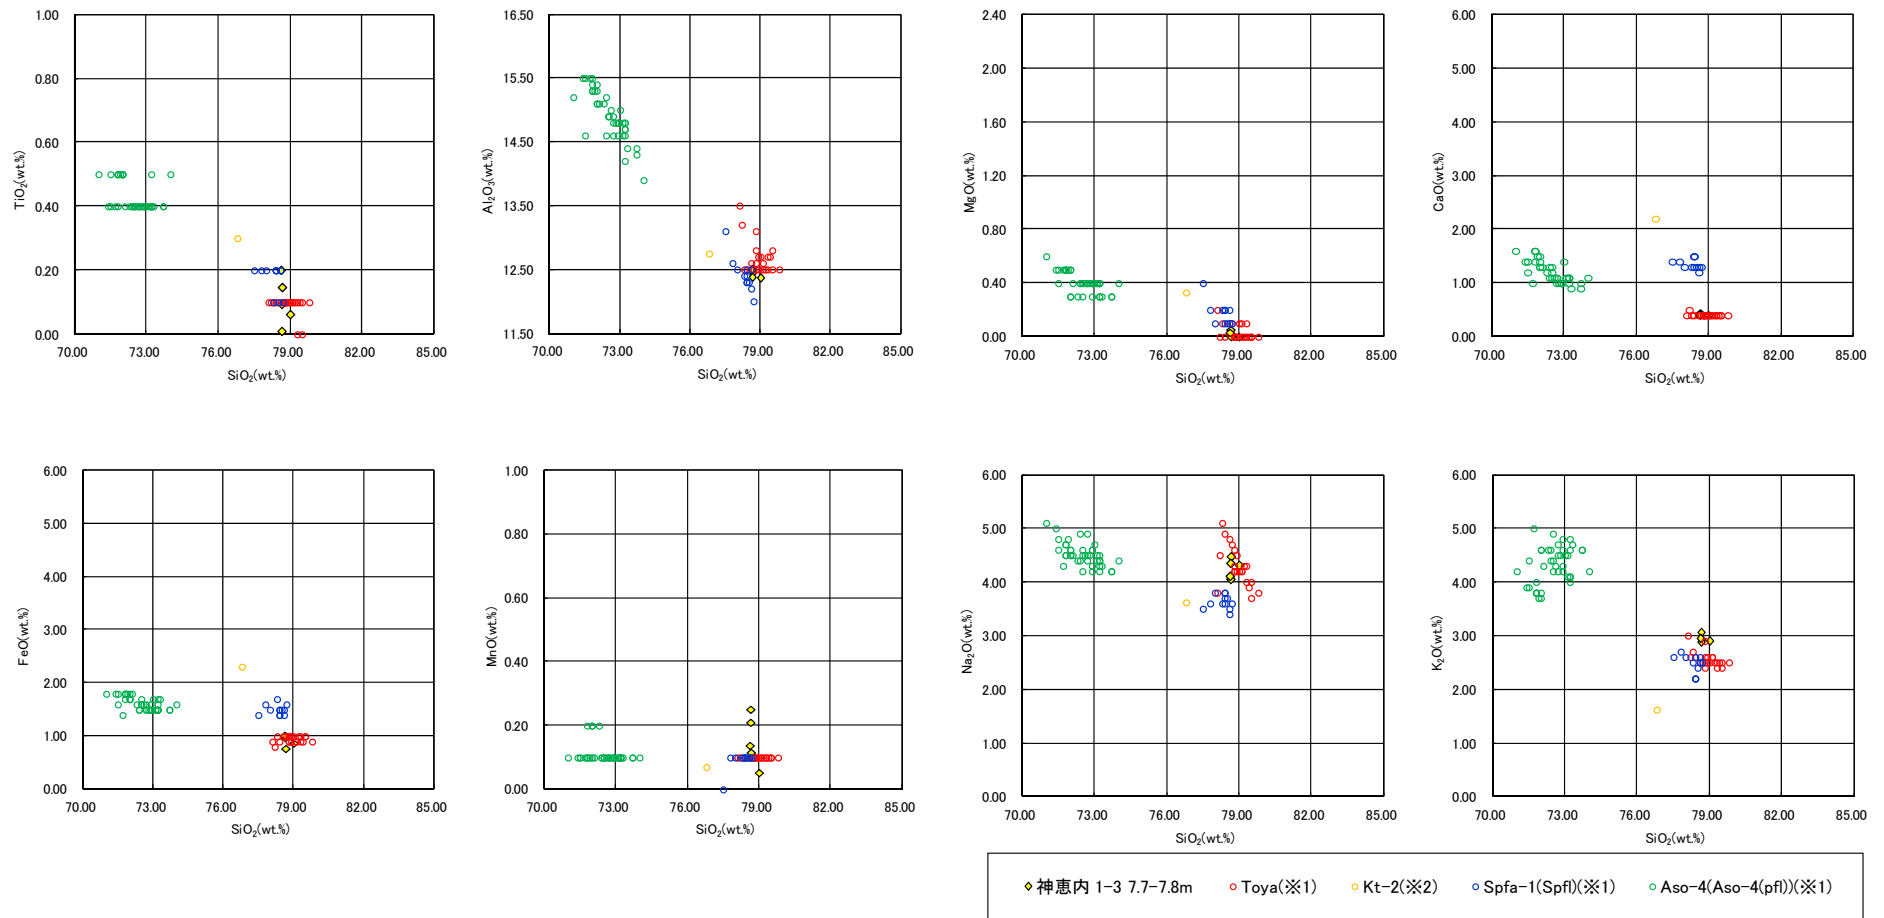 TiO2(wt.%)
1.00
0.80
0.60
0.40
0.20
0.00
70.00 73.00 76.00 79.00 82.00 85.00
SiO2(wt.%)
Al2O3(wt.%)
16.50
15.50
14.50
13.50
12.50
11.50
70.00 73.00 76.00 79.00 82.00 85.00
SiO2(wt.%)
MgO(wt.%)
2.40
2.00
1.60
1.20
0.80
0.40
0.00
70.00 73.00 76.00 79.00 82.00 85.00
SiO2(wt.%)
CaO(wt.%)
6.00
5.00
4.00
3.00
2.00
1.00
0.00
70.00 73.00 76.00 79.00 82.00 85.00
SiO2(wt.%)
FeO(wt.%)
6.00
5.00
4.00
3.00
2.00
1.00
0.00
70.00 73.00 76.00 79.00 82.00 85.00
SiO2(wt.%)
MnO(wt.%)
1.00
0.80
0.60
0.40
0.20
0.00
70.00 73.00 76.00 79.00 82.00 85.00
SiO2(wt.%)
Na2O(wt.%)
6.00
5.00
4.00
3.00
2.00
1.00
0.00
70.00 73.00 76.00 79.00 82.00 85.00
SiO2(wt.%)
K2O(wt.%)
6.00
5.00
4.00
3.00
2.00
1.00
0.00
70.00 73.00 76.00 79.00 82.00 85.00
SiO2(wt.%)
神恵内 1-3 7.7-7.8m Toya(※1) Kt-2(※2) Spfa-1(Spfl)(※1) Aso-4(Aso-4(pfl))(※1)